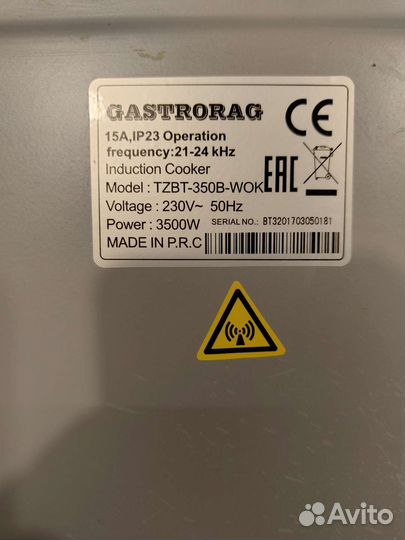 GASTRORAG
15A,IP23 Operation
frequency:21-24 kHz
Induction Cooker
Model : TZBT-350B-WOK
Voltage : 230V~ 50Hz
Power : 3500W
SERIAL NO.: BT3201703050181
MADE IN P.R.C
CE
EAC
Avito